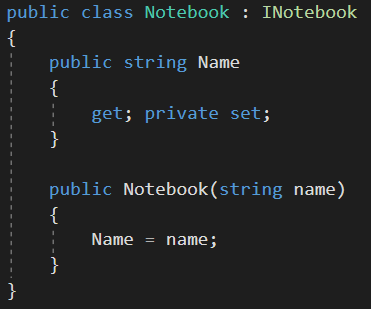 public class Notebook : INotebook
{
    public string Name
    {
        get; private set;
    }

    public Notebook(string name)
    {
        Name = name;
    }
}